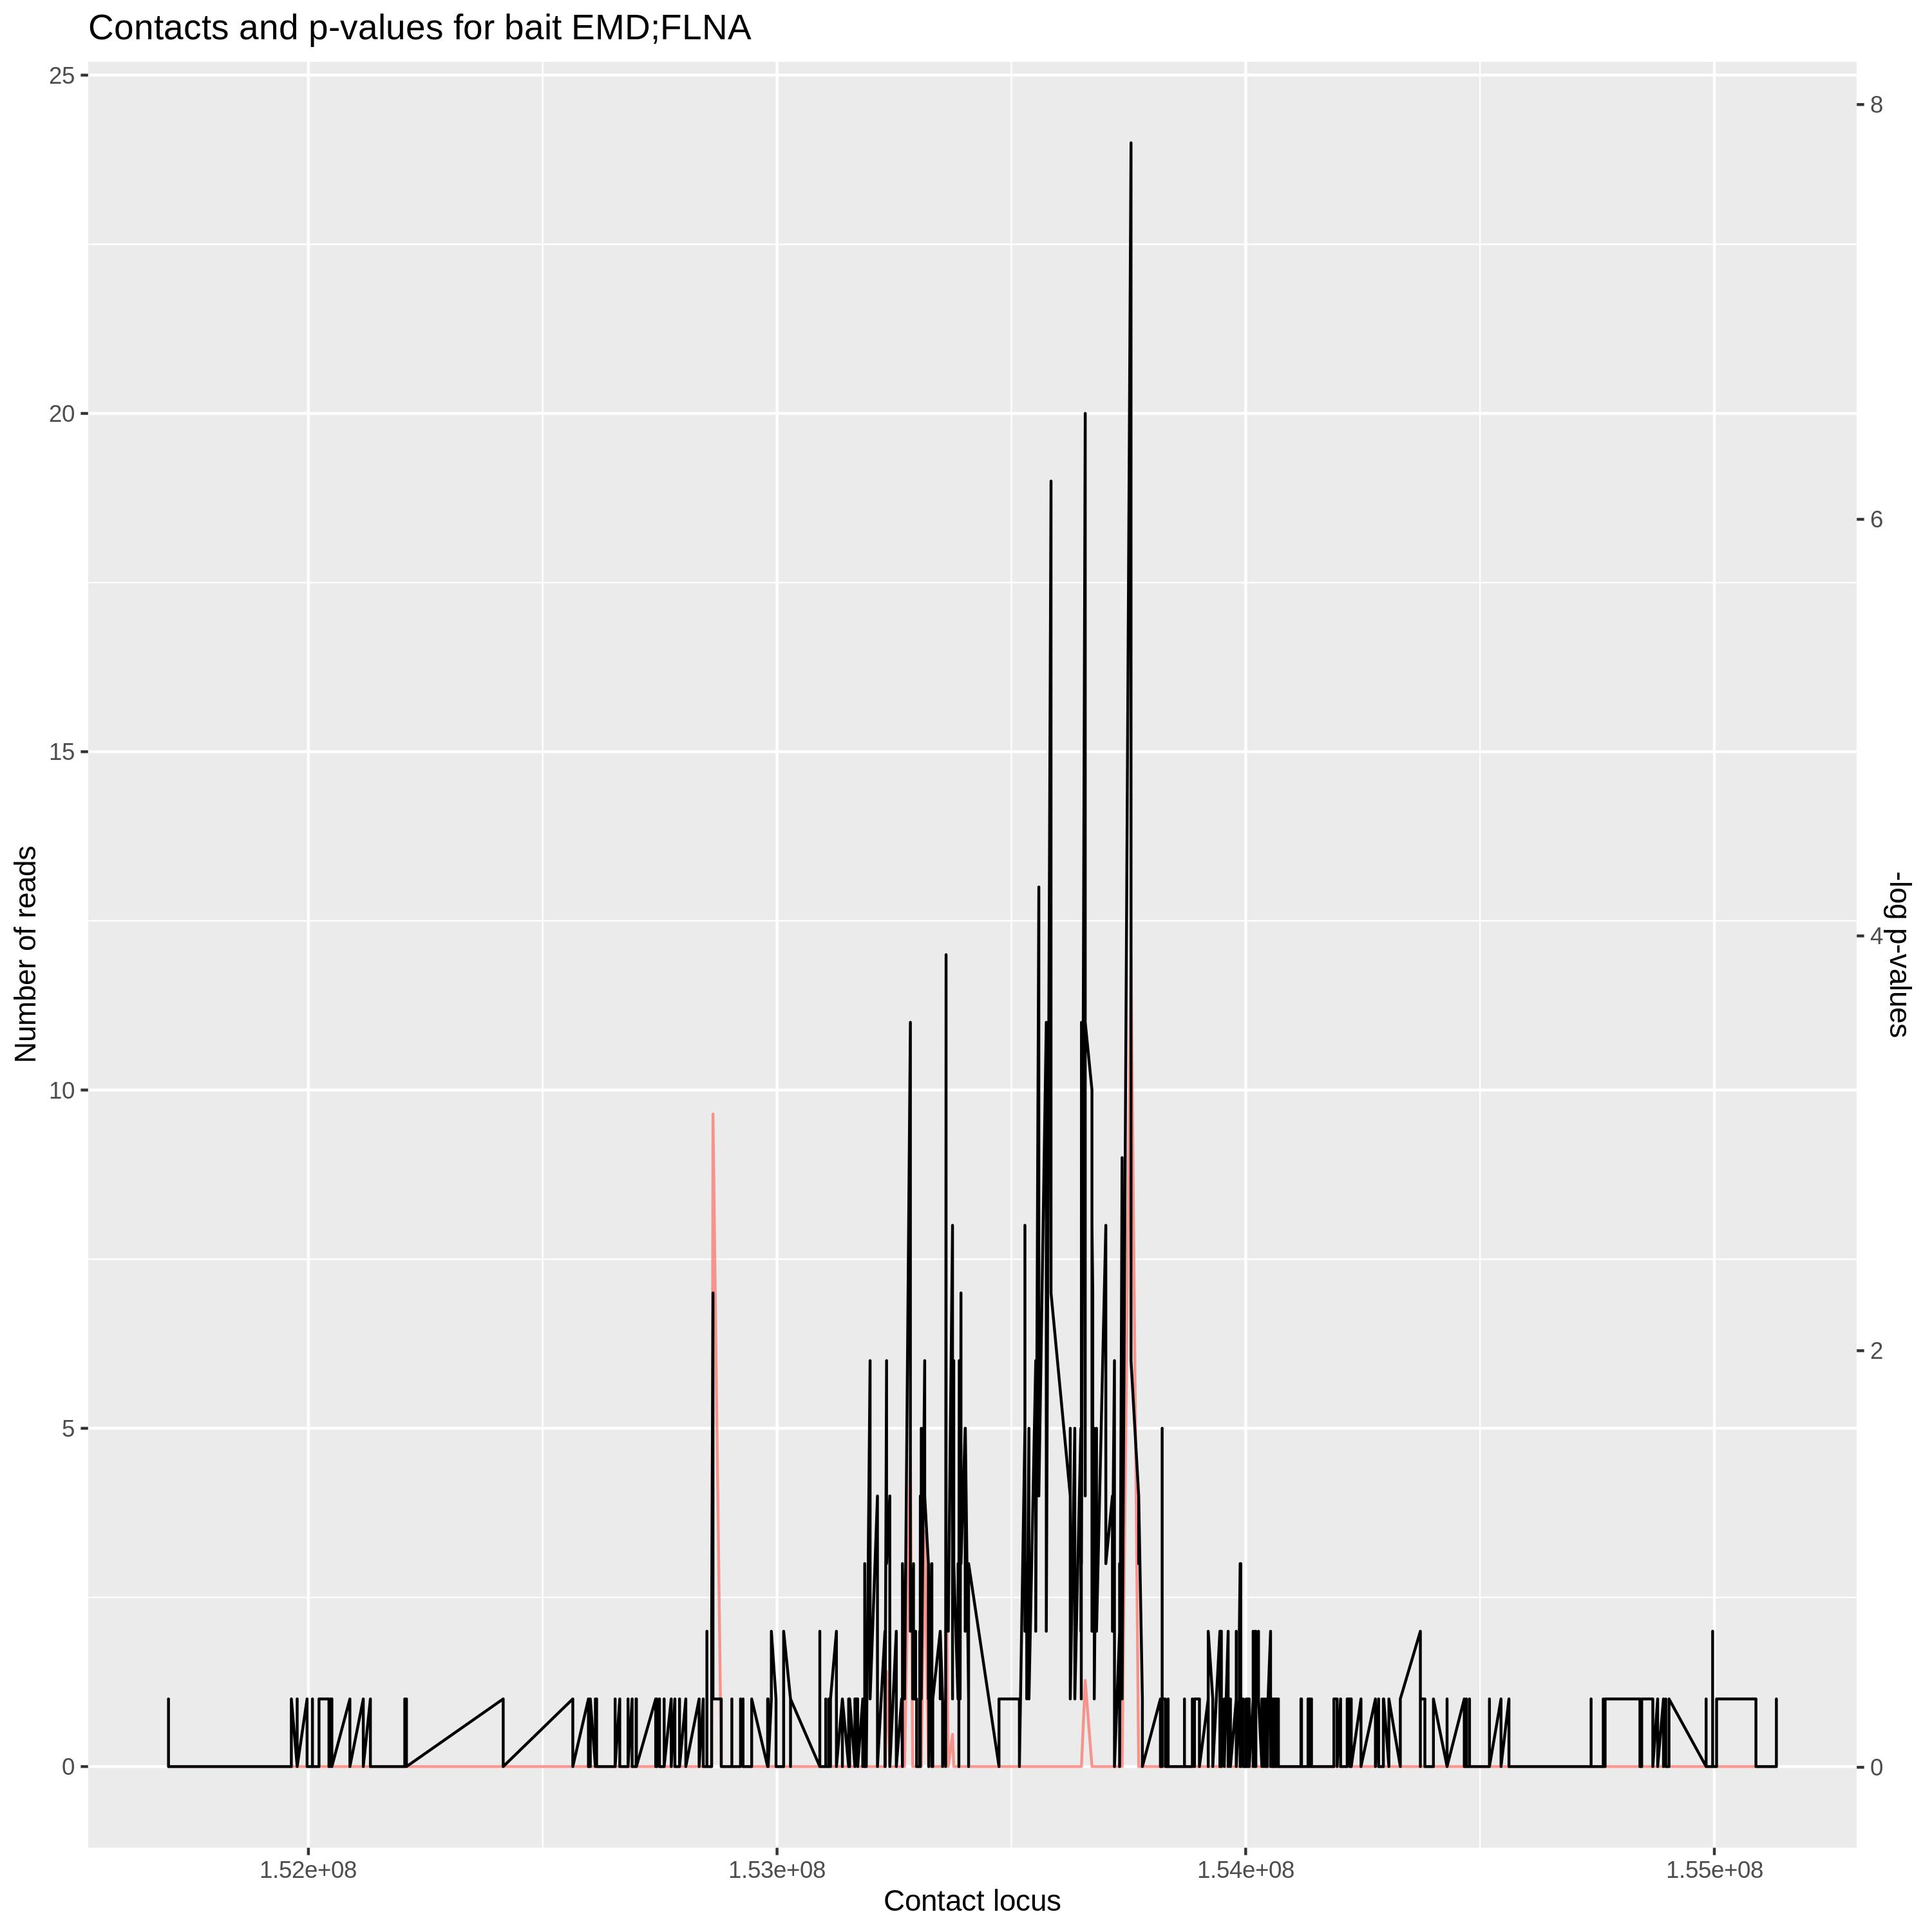 Contacts and p-values for bait EMD;FLNA
25
20
15
10
5
0
Number of reads
8
6
4
2
0
-log p-values
1.52e+08
1.53e+08
1.54e+08
1.55e+08
Contact locus